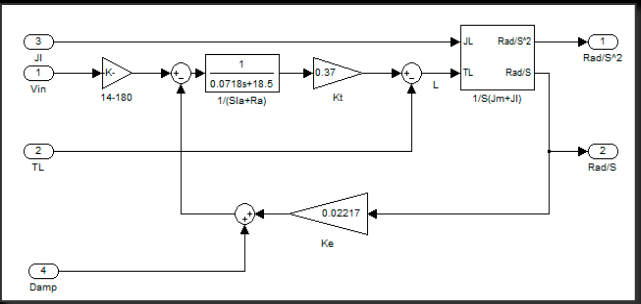 3
Jl
1
Vin
-K-
14-180
1
0.0718s+18.5
1/(Sla+Ra)
0.37
Kt
L
JL
Rad/S^2
TL
Rad/S
1/S(Jm+Jl)
1
Rad/S^2
2
TL
2
Rad/S
0.02217
Ke
4
Damp